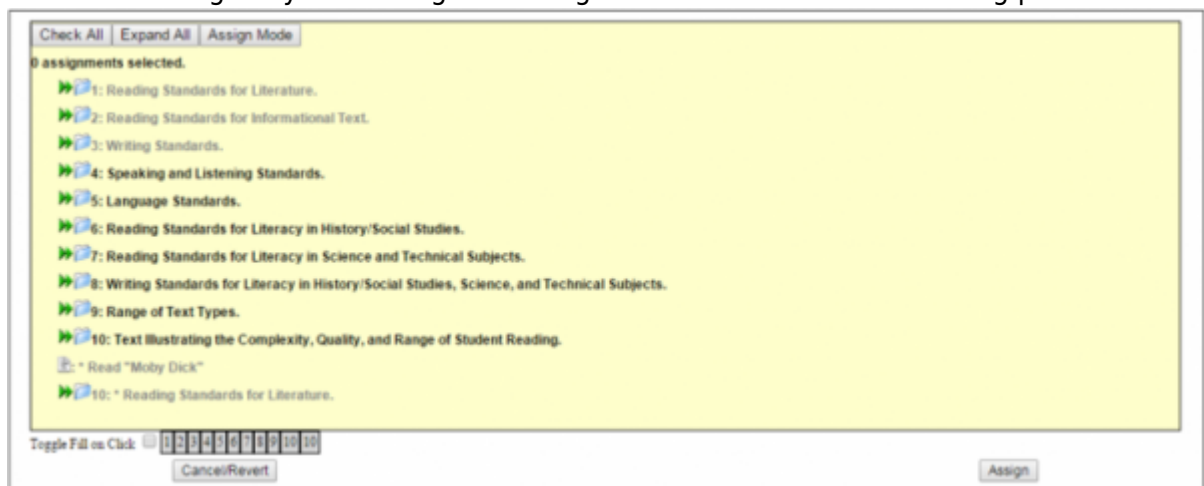 Check All Expand All Assign Mode
0 assignments selected.
1: Reading Standards for Literature.
2: Reading Standards for Informational Text.
3: Writing Standards.
4: Speaking and Listening Standards.
5: Language Standards.
6: Reading Standards for Literacy in History/Social Studies.
7: Reading Standards for Literacy in Science and Technical Subjects.
8: Writing Standards for Literacy in History/Social Studies, Science, and Technical Subjects.
9: Range of Text Types.
10: Text Illustrating the Complexity, Quality, and Range of Student Reading.
: * Read "Moby Dick"
10: * Reading Standards for Literature.
Toggle Fill on Click 1 2 3 4 5 6 7 8 9 10 10
Cancel/Revert Assign